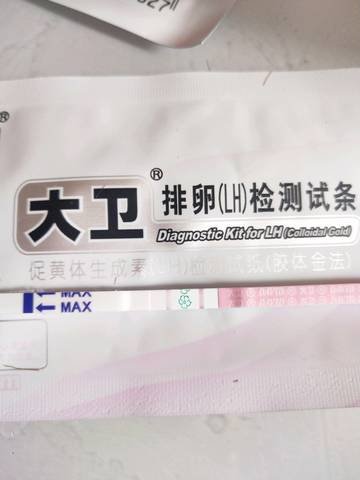 大卫® 排卵(LH)检测试条
Diagnostic Kit for LH (Colloidal Gold)
促黄体生成素(LH)检测试纸(胶体金法)
MAX
MAX